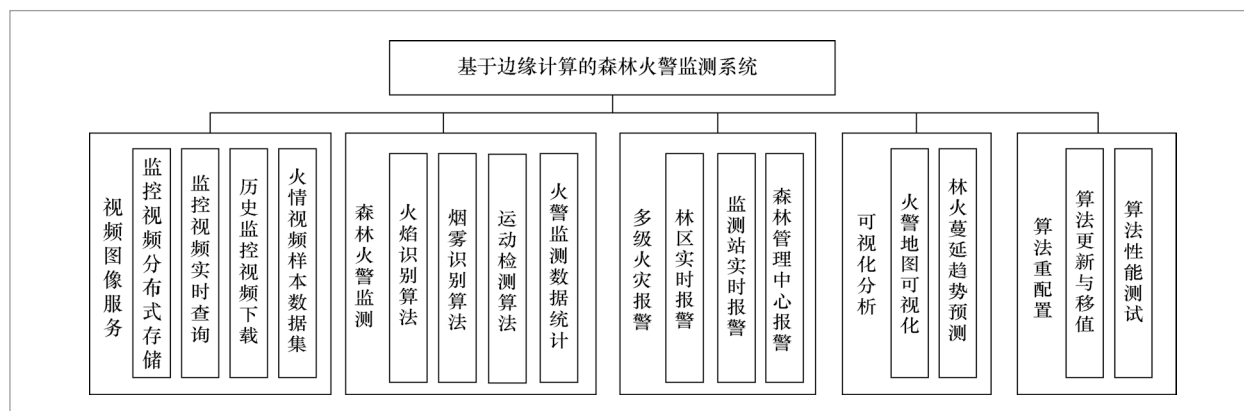 基于边缘计算的森林火警监测系统
视频图像服务
监控视频分布式存储
监控视频实时查询
历史监控视频下载
火情视频样本数据集
森林火警监测
火焰识别算法
烟雾识别算法
运动检测算法
火警监测数据统计
多级火灾报警
林区实时报警
监测站实时报警
森林管理中心报警
可视化分析
火警地图可视化
林火蔓延趋势预测
算法重配置
算法更新与移值
算法性能测试